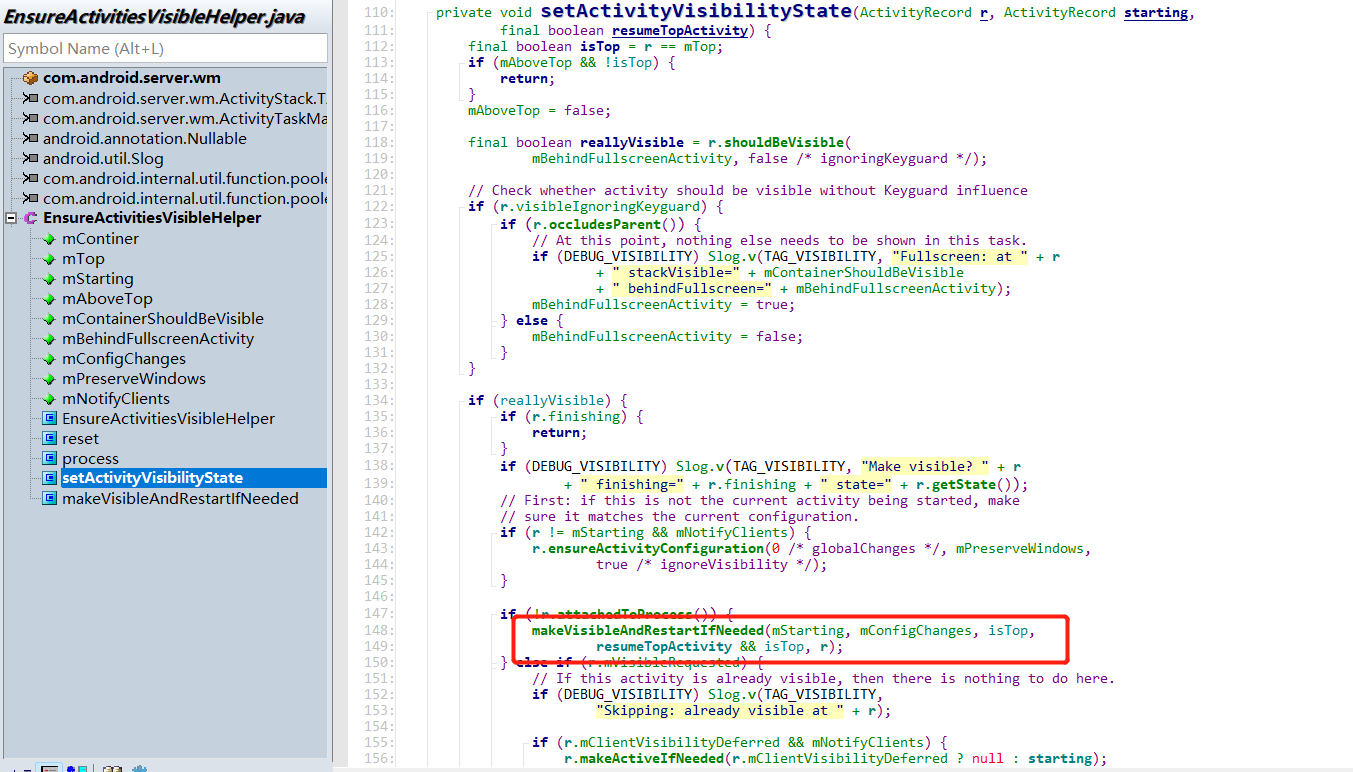 EnsureActivitiesVisibleHelper.java
Symbol Name (Alt+L)
com.android.server.wm
com.android.server.wm.ActivityStack.T
com.android.server.wm.ActivityTaskMa
android.annotation.Nullable
android.util.Slog
com.android.internal.util.function.poole
com.android.internal.util.function.poole
EnsureActivitiesVisibleHelper
mContiner
mTop
mStarting
mAboveTop
mContainerShouldBeVisible
mBehindFullscreenActivity
mConfigChanges
mPreserveWindows
mNotifyClients
EnsureActivitiesVisibleHelper
reset
process
setActivityVisibilityState
makeVisibleAndRestartIfNeeded
110: private void setActivityVisibilityState(ActivityRecord r, ActivityRecord starting,
111: final boolean resumeTopActivity) {
112: final boolean isTop = r == mTop;
113: if (mAboveTop && !isTop) {
114: return;
115: }
116: mAboveTop = false;
117:
118: final boolean reallyVisible = r.shouldBeVisible(
119: mBehindFullscreenActivity, false /* ignoringKeyguard */);
120:
121: // Check whether activity should be visible without Keyguard influence
122: if (r.visibleIgnoringKeyguard) {
123: if (r.occludesParent()) {
124: // At this point, nothing else needs to be shown in this task.
125: if (DEBUG_VISIBILITY) Slog.v(TAG_VISIBILITY, "Fullscreen: at " + r
126: + " stackVisible=" + mContainerShouldBeVisible
127: + " behindFullscreen=" + mBehindFullscreenActivity);
128: mBehindFullscreenActivity = true;
129: } else {
130: mBehindFullscreenActivity = false;
131: }
132: }
133:
134: if (reallyVisible) {
135: if (r.finishing) {
136: return;
137: }
138: if (DEBUG_VISIBILITY) Slog.v(TAG_VISIBILITY, "Make visible? " + r
139: + " finishing=" + r.finishing + " state=" + r.getState());
140: // First: if this is not the current activity being started, make
141: // sure it matches the current configuration.
142: if (r != mStarting && mNotifyClients) {
143: r.ensureActivityConfiguration(0 /* globalChanges */, mPreserveWindows,
144: true /* ignoreVisibility */);
145: }
146:
147: if (!r.attachedToProcess()) {
148: makeVisibleAndRestartIfNeeded(mStarting, mConfigChanges, isTop,
149: resumeTopActivity && isTop, r);
150: } else if (r.mVisibleRequested) {
151: // If this activity is already visible, then there is nothing to do here.
152: if (DEBUG_VISIBILITY) Slog.v(TAG_VISIBILITY,
153: "Skipping: already visible at " + r);
154:
155: if (r.mClientVisibilityDeferred && mNotifyClients) {
156: r.makeActiveIfNeeded(r.mClientVisibilityDeferred ? null : starting);